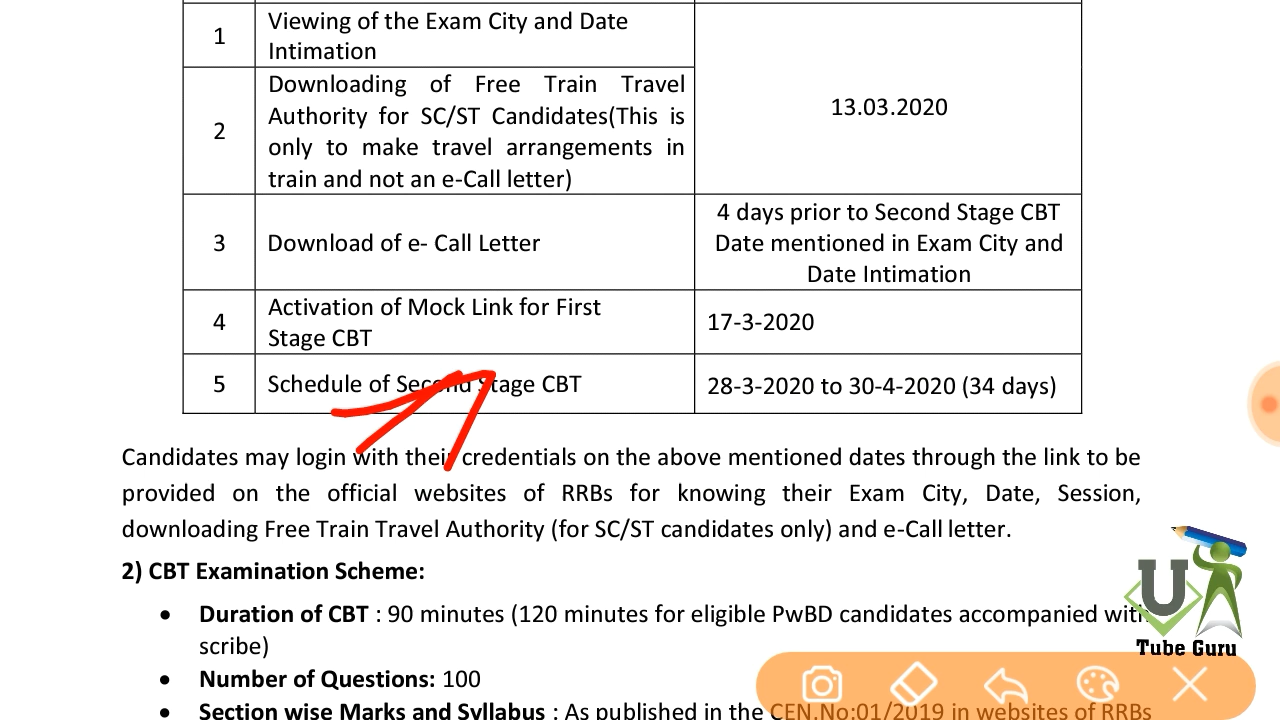 1
Viewing of the Exam City and Date
Intimation
2
Downloading of Free Train Travel
Authority for SC/ST Candidates(This is
only to make travel arrangements in
train and not an e-Call letter)
13.03.2020
3
Download of e- Call Letter
4 days prior to Second Stage CBT
Date mentioned in Exam City and
Date Intimation
4
Activation of Mock Link for First
Stage CBT
17-3-2020
5
Schedule of Second Stage CBT
28-3-2020 to 30-4-2020 (34 days)
Candidates may login with their credentials on the above mentioned dates through the link to be
provided on the official websites of RRBs for knowing their Exam City, Date, Session,
downloading Free Train Travel Authority (for SC/ST candidates only) and e-Call letter.
2) CBT Examination Scheme:
• Duration of CBT : 90 minutes (120 minutes for eligible PwBD candidates accompanied with
scribe)
• Number of Questions: 100
• Section wise Marks and Syllabus : As published in the CEN.No:01/2019 in websites of RRBs
U
Tube Guru